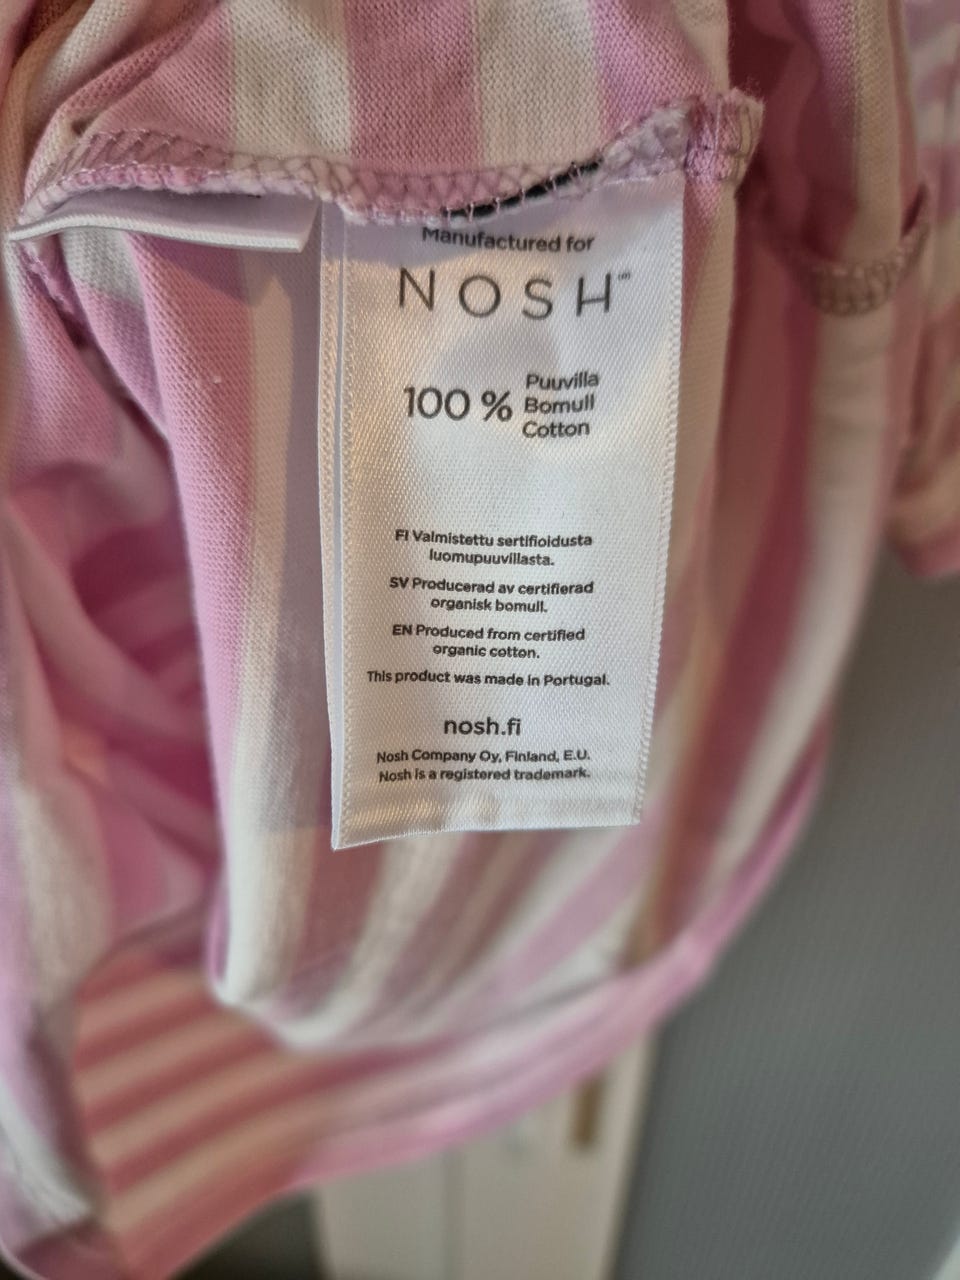 Manufactured for
NOSH™
100 % Puuvilla
Bomull
Cotton
FI Valmistettu sertifioidusta
luomupuuvillasta.
SV Producerad av certifierad
organisk bomull.
EN Produced from certified
organic cotton.
This product was made in Portugal.
nosh.fi
Nosh Company Oy, Finland, E.U.
Nosh is a registered trademark.